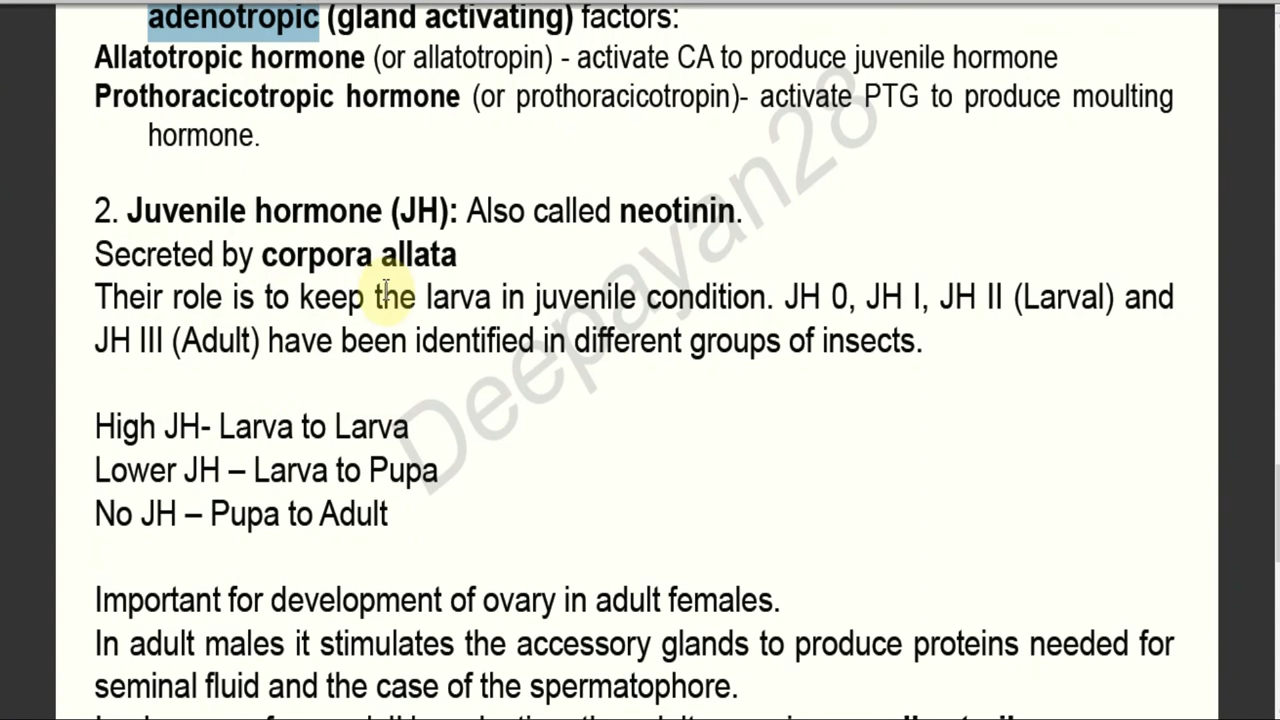 adenotropic (gland activating) factors:
Allatotropic hormone (or allatotropin) - activate CA to produce juvenile hormone
Prothoracicotropic hormone (or prothoracicotropin)- activate PTG to produce moulting
hormone.
2. Juvenile hormone (JH): Also called neotinin.
Secreted by corpora allata
Their role is to keep the larva in juvenile condition. JH 0, JH I, JH II (Larval) and
JH III (Adult) have been identified in different groups of insects.
High JH- Larva to Larva
Lower JH – Larva to Pupa
No JH – Pupa to Adult
Important for development of ovary in adult females.
In adult males it stimulates the accessory glands to produce proteins needed for
seminal fluid and the case of the spermatophore.
Deepayan28